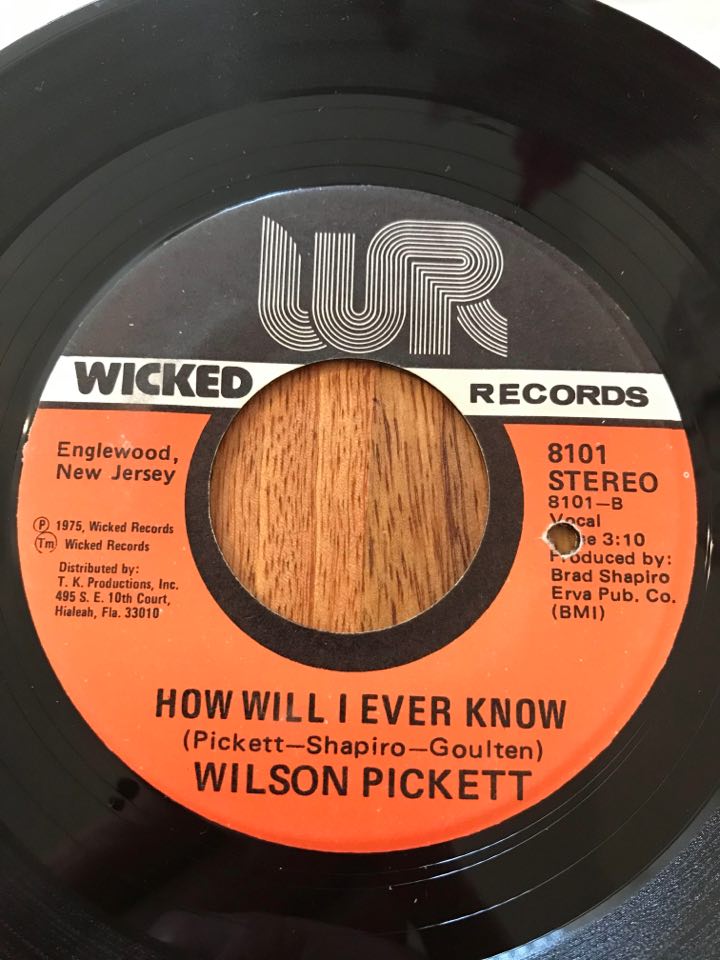 WR
WICKED RECORDS
Englewood,
New Jersey
Ⓟ 1975, Wicked Records
Tm Wicked Records
Distributed by:
T. K. Productions, Inc.
495 S. E. 10th Court,
Hialeah, Fla. 33010
8101
STEREO
8101—B
Vocal
3:10
Produced by:
Brad Shapiro
Erva Pub. Co.
(BMI)
HOW WILL I EVER KNOW
(Pickett—Shapiro—Goulten)
WILSON PICKETT